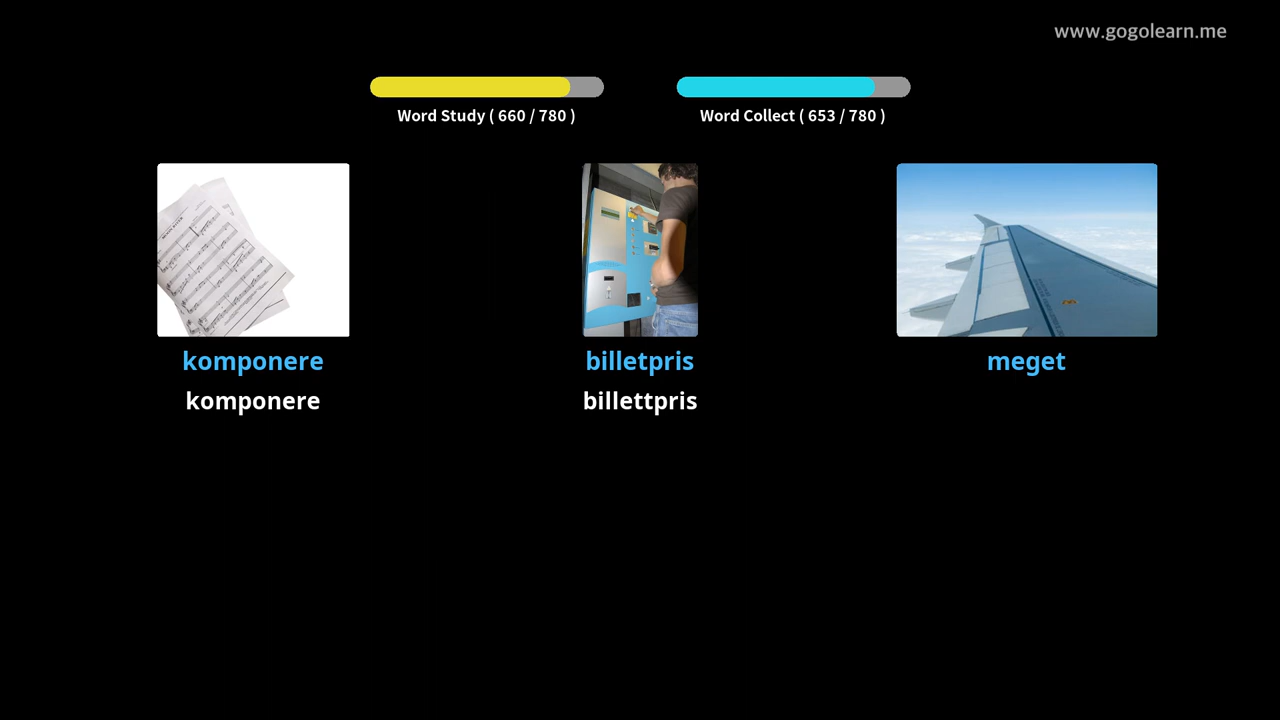 www.gogolearn.me
Word Study ( 660 / 780 )
Word Collect ( 653 / 780 )
komponere
billetpris
meget
komponere
billettpris